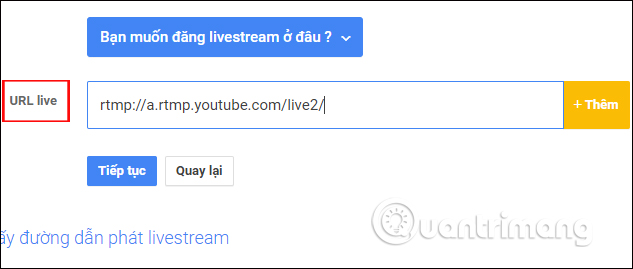 Bạn muốn đăng livestream ở đâu ?
URL live
rtmp://a.rtmp.youtube.com/live2/
+ Thêm
Tiếp tục
Quay lại
ấy đường dẫn phát livestream
Quantrimang